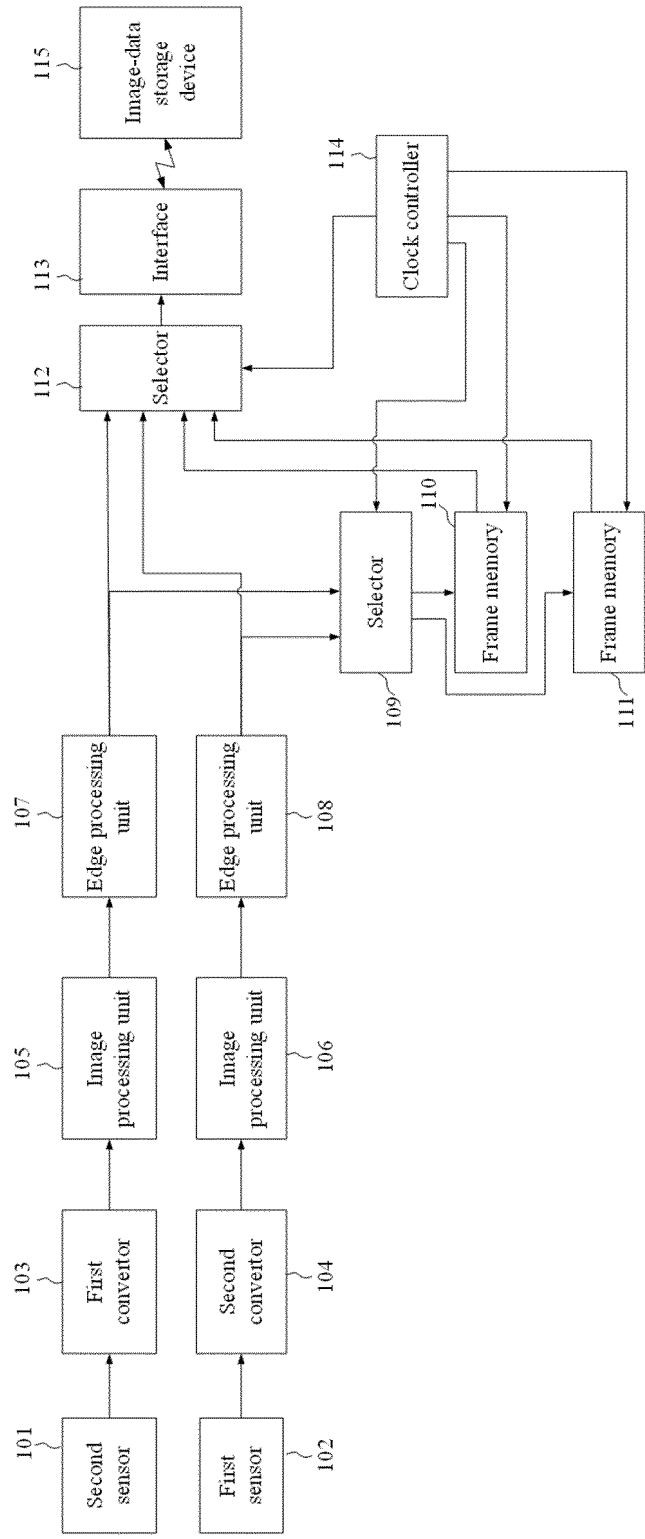 101
Second
sensor
103
First
convertor
105
Image
processing unit
107
Edge processing
unit
First
sensor
102
Second
convertor
104
Image
processing unit
106
Edge processing
unit
108
112
Selector
113
Interface
115
Image-data
storage
device
109
Selector
110
Frame memory
Frame memory
111
114
Clock controller